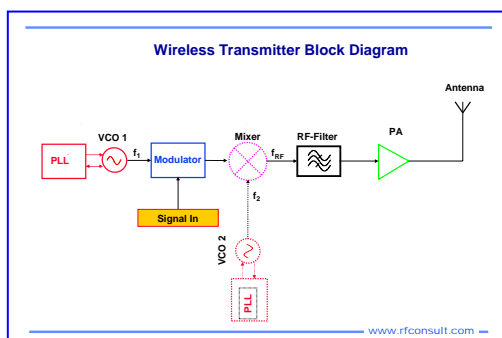 Wireless Transmitter Block Diagram
Antenna
VCO 1
Mixer
RF-Filter
PA
PLL
f1
Modulator
fRF
f2
Signal In
VCO 2
PLL
www.rfconsult.com